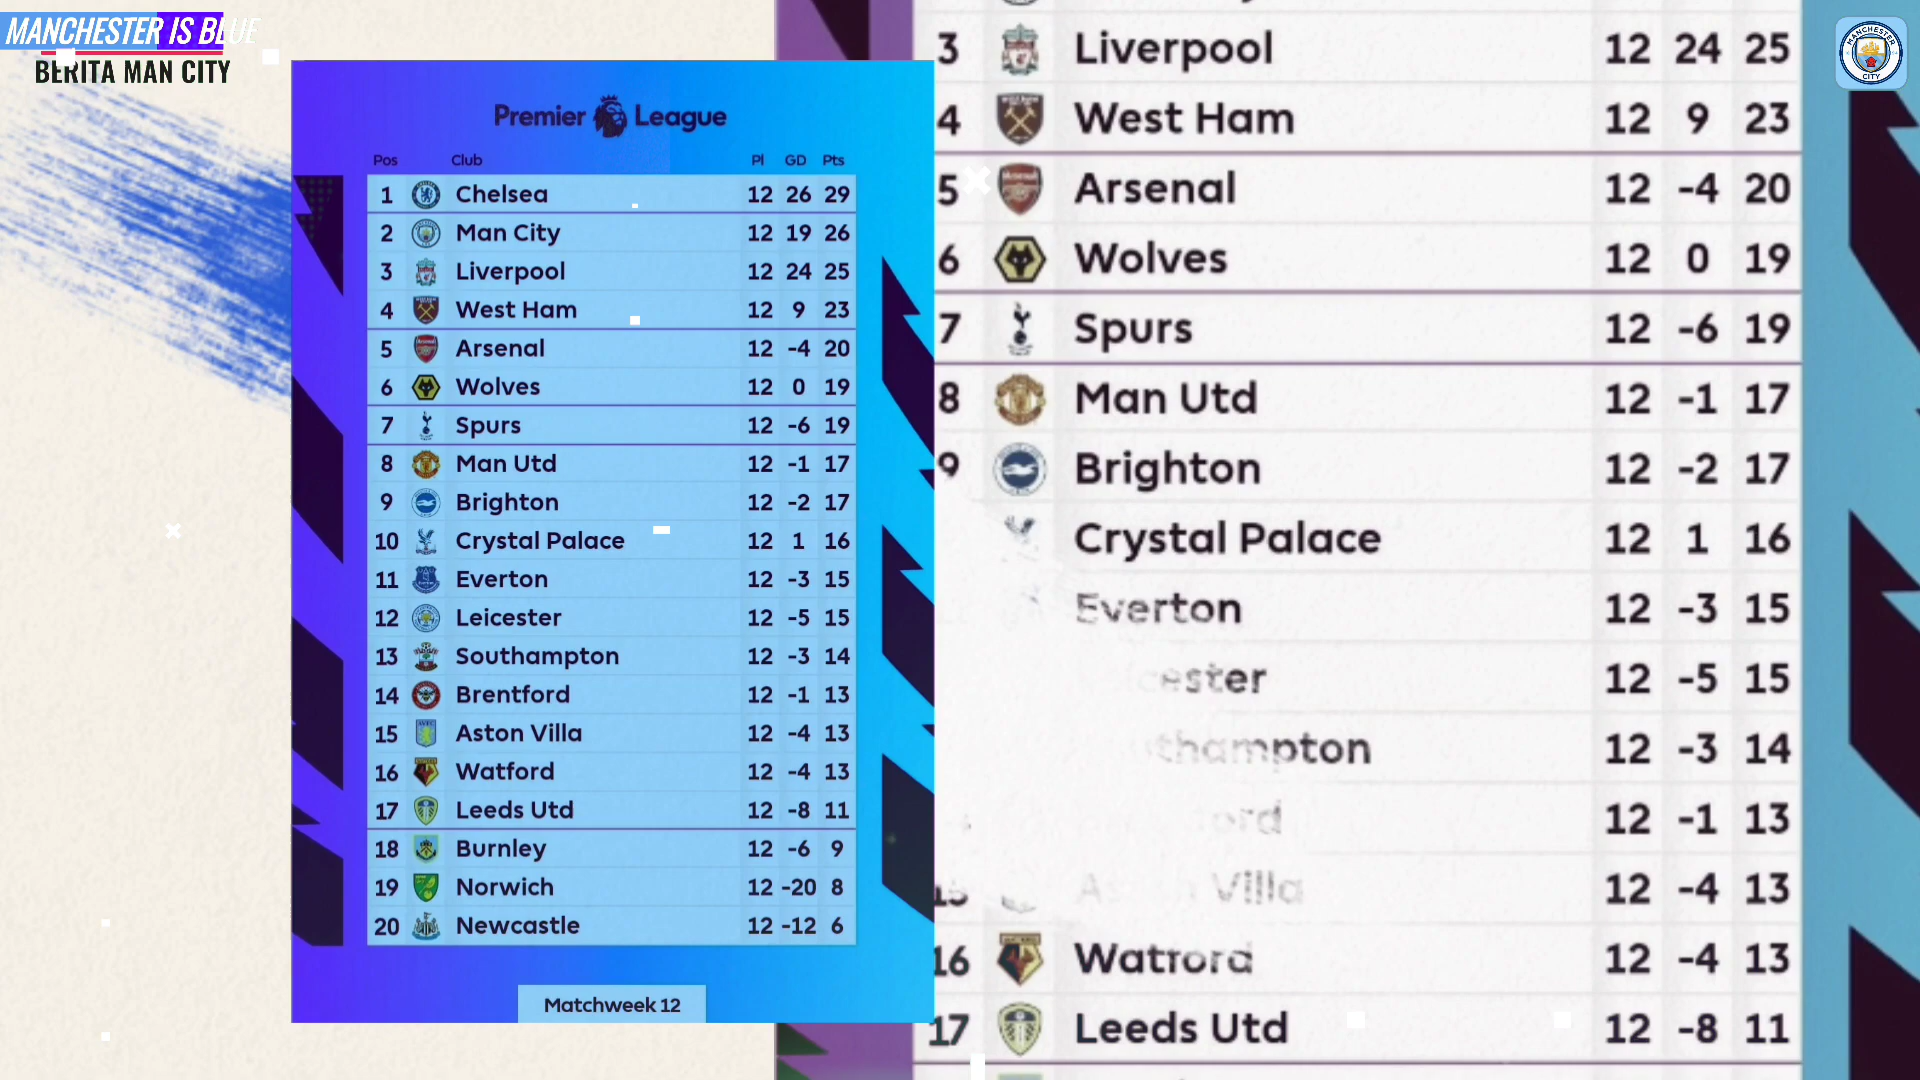 MANCHESTER IS BLUE
BERITA MAN CITY
Premier League
Pos Club Pl GD Pts
1 Chelsea 12 26 29
2 Man City 12 19 26
3 Liverpool 12 24 25
4 West Ham 12 9 23
5 Arsenal 12 -4 20
6 Wolves 12 0 19
7 Spurs 12 -6 19
8 Man Utd 12 -1 17
9 Brighton 12 -2 17
10 Crystal Palace 12 1 16
11 Everton 12 -3 15
12 Leicester 12 -5 15
13 Southampton 12 -3 14
14 Brentford 12 -1 13
15 Aston Villa 12 -4 13
16 Watford 12 -4 13
17 Leeds Utd 12 -8 11
18 Burnley 12 -6 9
19 Norwich 12 -20 8
20 Newcastle 12 -12 6
Matchweek 12
3 Liverpool 12 24 25
4 West Ham 12 9 23
5 Arsenal 12 -4 20
6 Wolves 12 0 19
7 Spurs 12 -6 19
8 Man Utd 12 -1 17
9 Brighton 12 -2 17
Crystal Palace 12 1 16
Everton 12 -3 15
ester 12 -5 15
thampton 12 -3 14
ord 12 -1 13
15 Aston Villa 12 -4 13
16 Watford 12 -4 13
17 Leeds Utd 12 -8 11
MANCHESTER
CITY